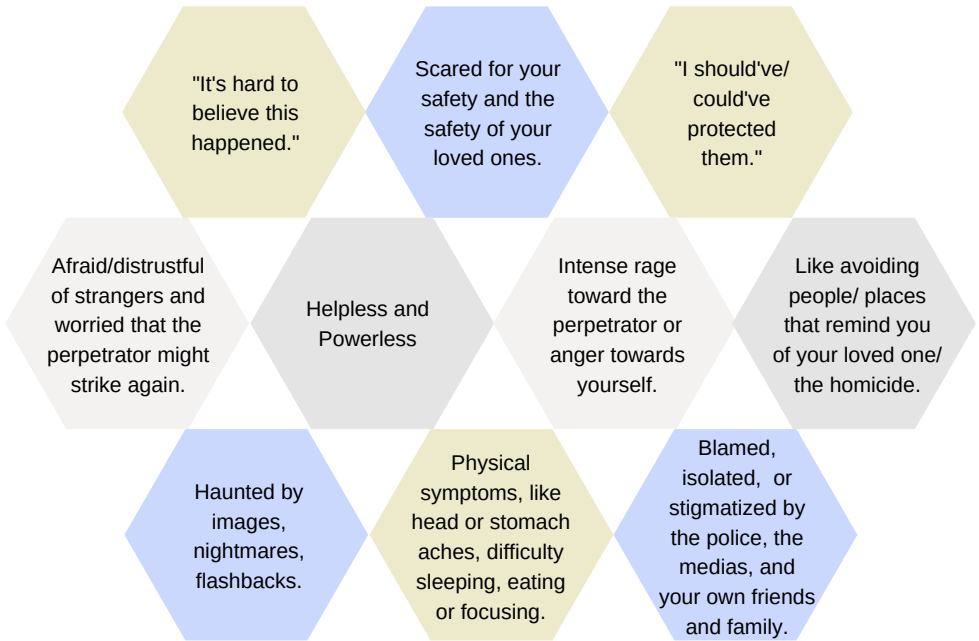 "It's hard to
believe this
happened."
Scared for your
safety and the
safety of your
loved ones.
"I should've/
could've
protected
them."
Afraid/distrustful
of strangers and
worried that the
perpetrator might
strike again.
Helpless and
Powerless
Intense rage
toward the
perpetrator or
anger towards
yourself.
Like avoiding
people/ places
that remind you
of your loved one/
the homicide.
Haunted by
images,
nightmares,
flashbacks.
Physical
symptoms, like
head or stomach
aches, difficulty
sleeping, eating
or focusing.
Blamed,
isolated,  or
stigmatized by
the police, the
medias, and
your own friends
and family.